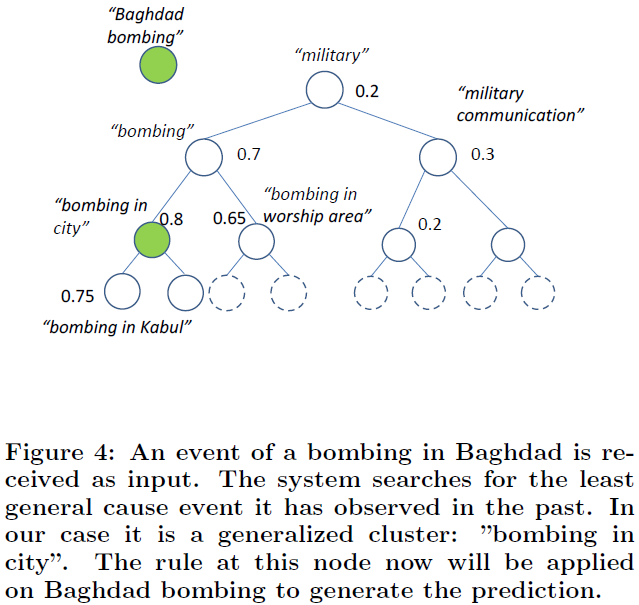 “Baghdad
bombing”
“military”
0.2
“military
communication”
“bombing”
0.7
0.3
“bombing in
city”
0.8
0.65
“bombing in
worship area”
0.2
0.75
“bombing in Kabul”
Figure 4: An event of a bombing in Baghdad is re-
ceived as input. The system searches for the least
general cause event it has observed in the past. In
our case it is a generalized cluster: ”bombing in
city”. The rule at this node now will be applied
on Baghdad bombing to generate the prediction.